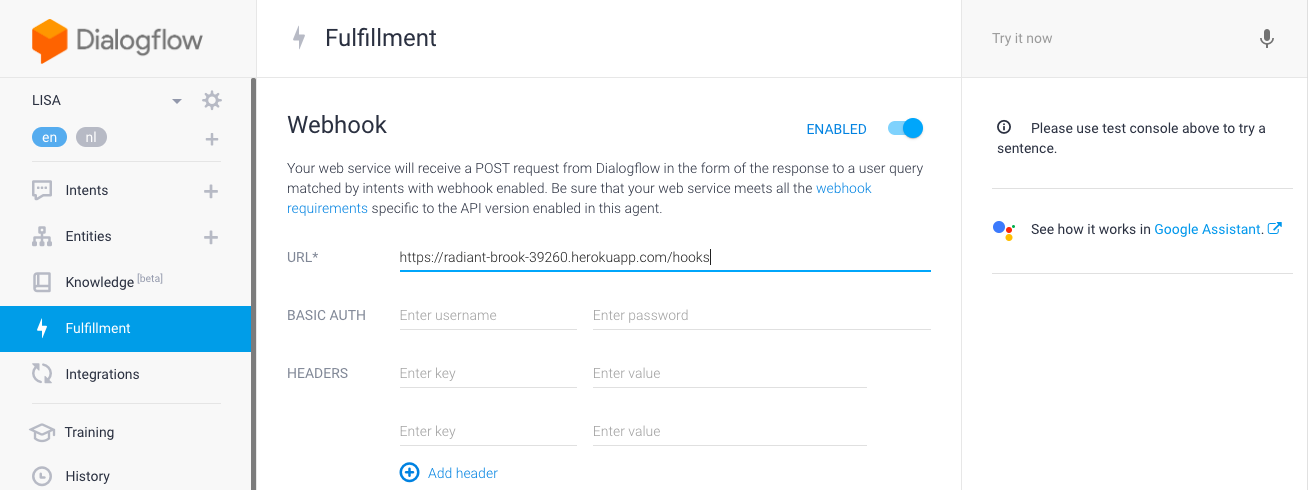 Dialogflow
LISA
en nl
Intents
Entities
Knowledge [beta]
Fulfillment
Integrations
Training
History
Fulfillment
Webhook
ENABLED
Your web service will receive a POST request from Dialogflow in the form of the response to a user query
matched by intents with webhook enabled. Be sure that your web service meets all the webhook
requirements specific to the API version enabled in this agent.
URL* https://radiant-brook-39260.herokuapp.com/hooks
BASIC AUTH Enter username Enter password
HEADERS Enter key Enter value
Enter key Enter value
Add header
Try it now
Please use test console above to try a
sentence.
See how it works in Google Assistant.